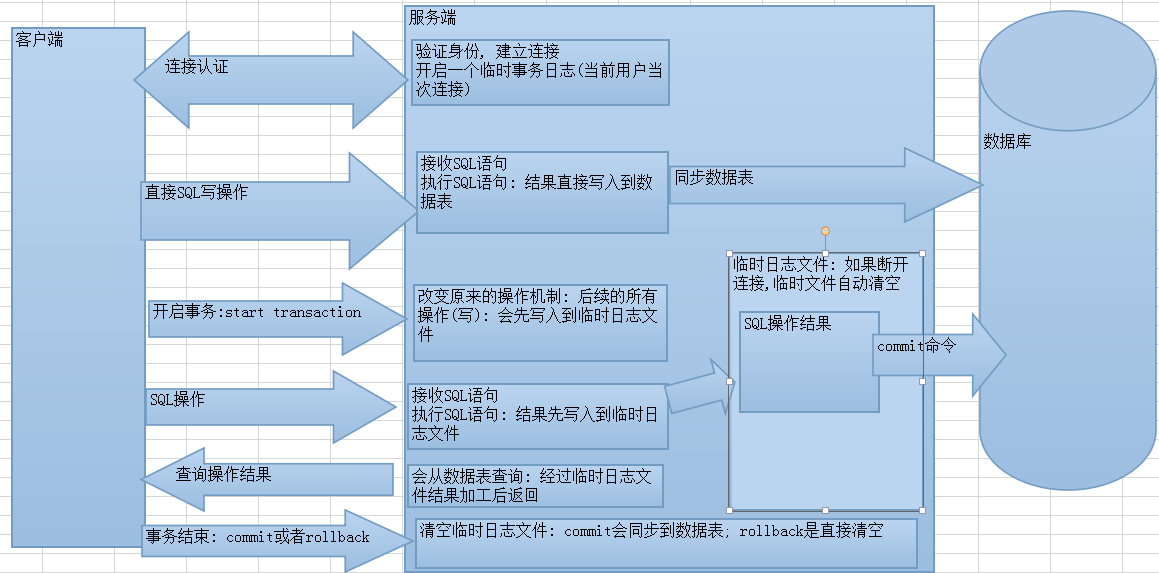 客户端
服务端
连接认证
验证身份, 建立连接
开启一个临时事务日志(当前用户当
次连接)
数据库
直接SQL写操作
接收SQL语句
执行SQL语句: 结果直接写入到数
据表
同步数据表
临时日志文件: 如果断开
连接,临时文件自动清空
开启事务:start transaction
改变原来的操作机制: 后续的所有
操作(写): 会先写入到临时日志文
件
SQL操作结果
commit命令
SQL操作
接收SQL语句
执行SQL语句: 结果先写入到临时日
志文件
查询操作结果
会从数据表查询: 经过临时日志文
件结果加工后返回
事务结束: commit或者rollback
清空临时日志文件: commit会同步到数据表; rollback是直接清空